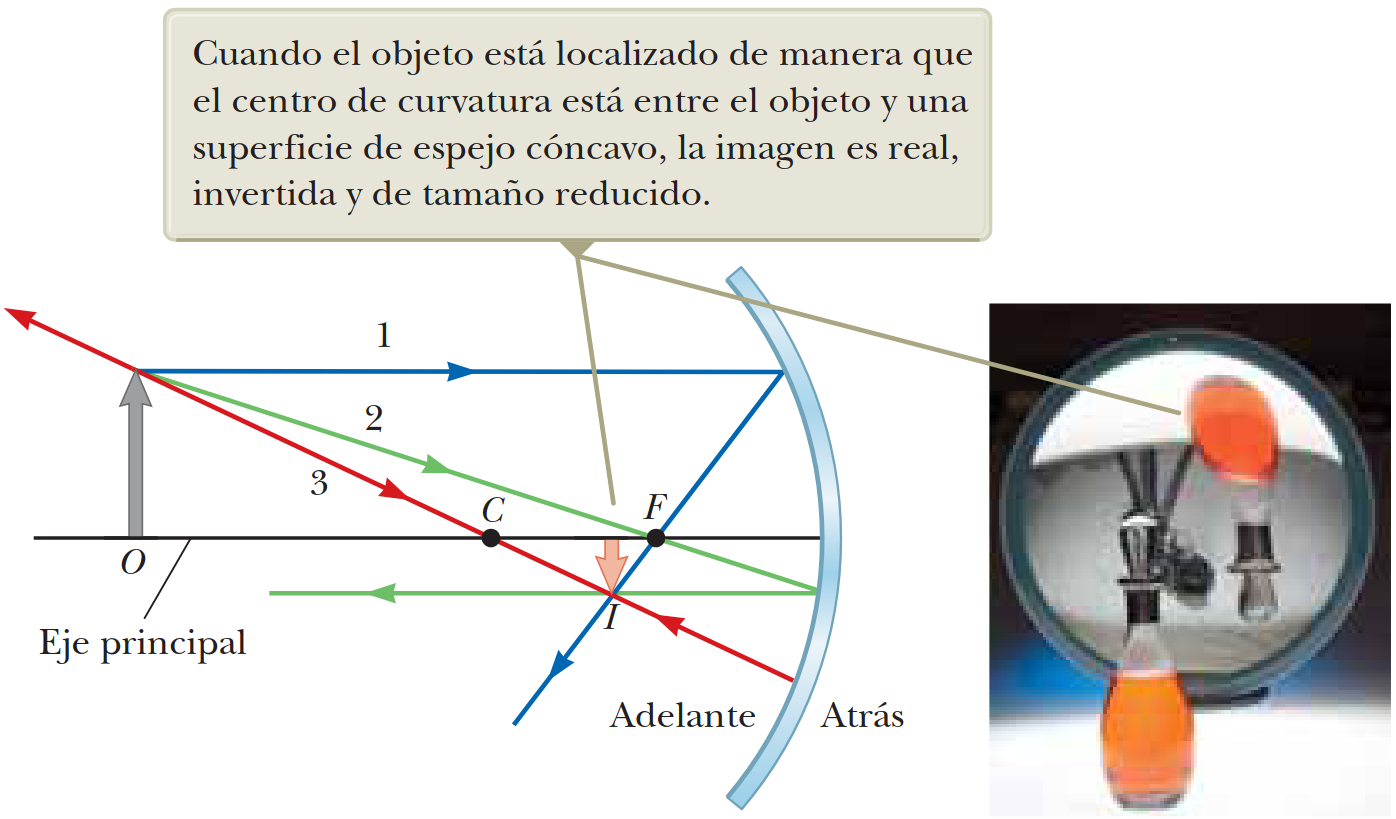 Cuando el objeto está localizado de manera que
el centro de curvatura está entre el objeto y una
superficie de espejo cóncavo, la imagen es real,
invertida y de tamaño reducido.
1
2
3
C
F
O
I
Eje principal
Adelante
Atrás